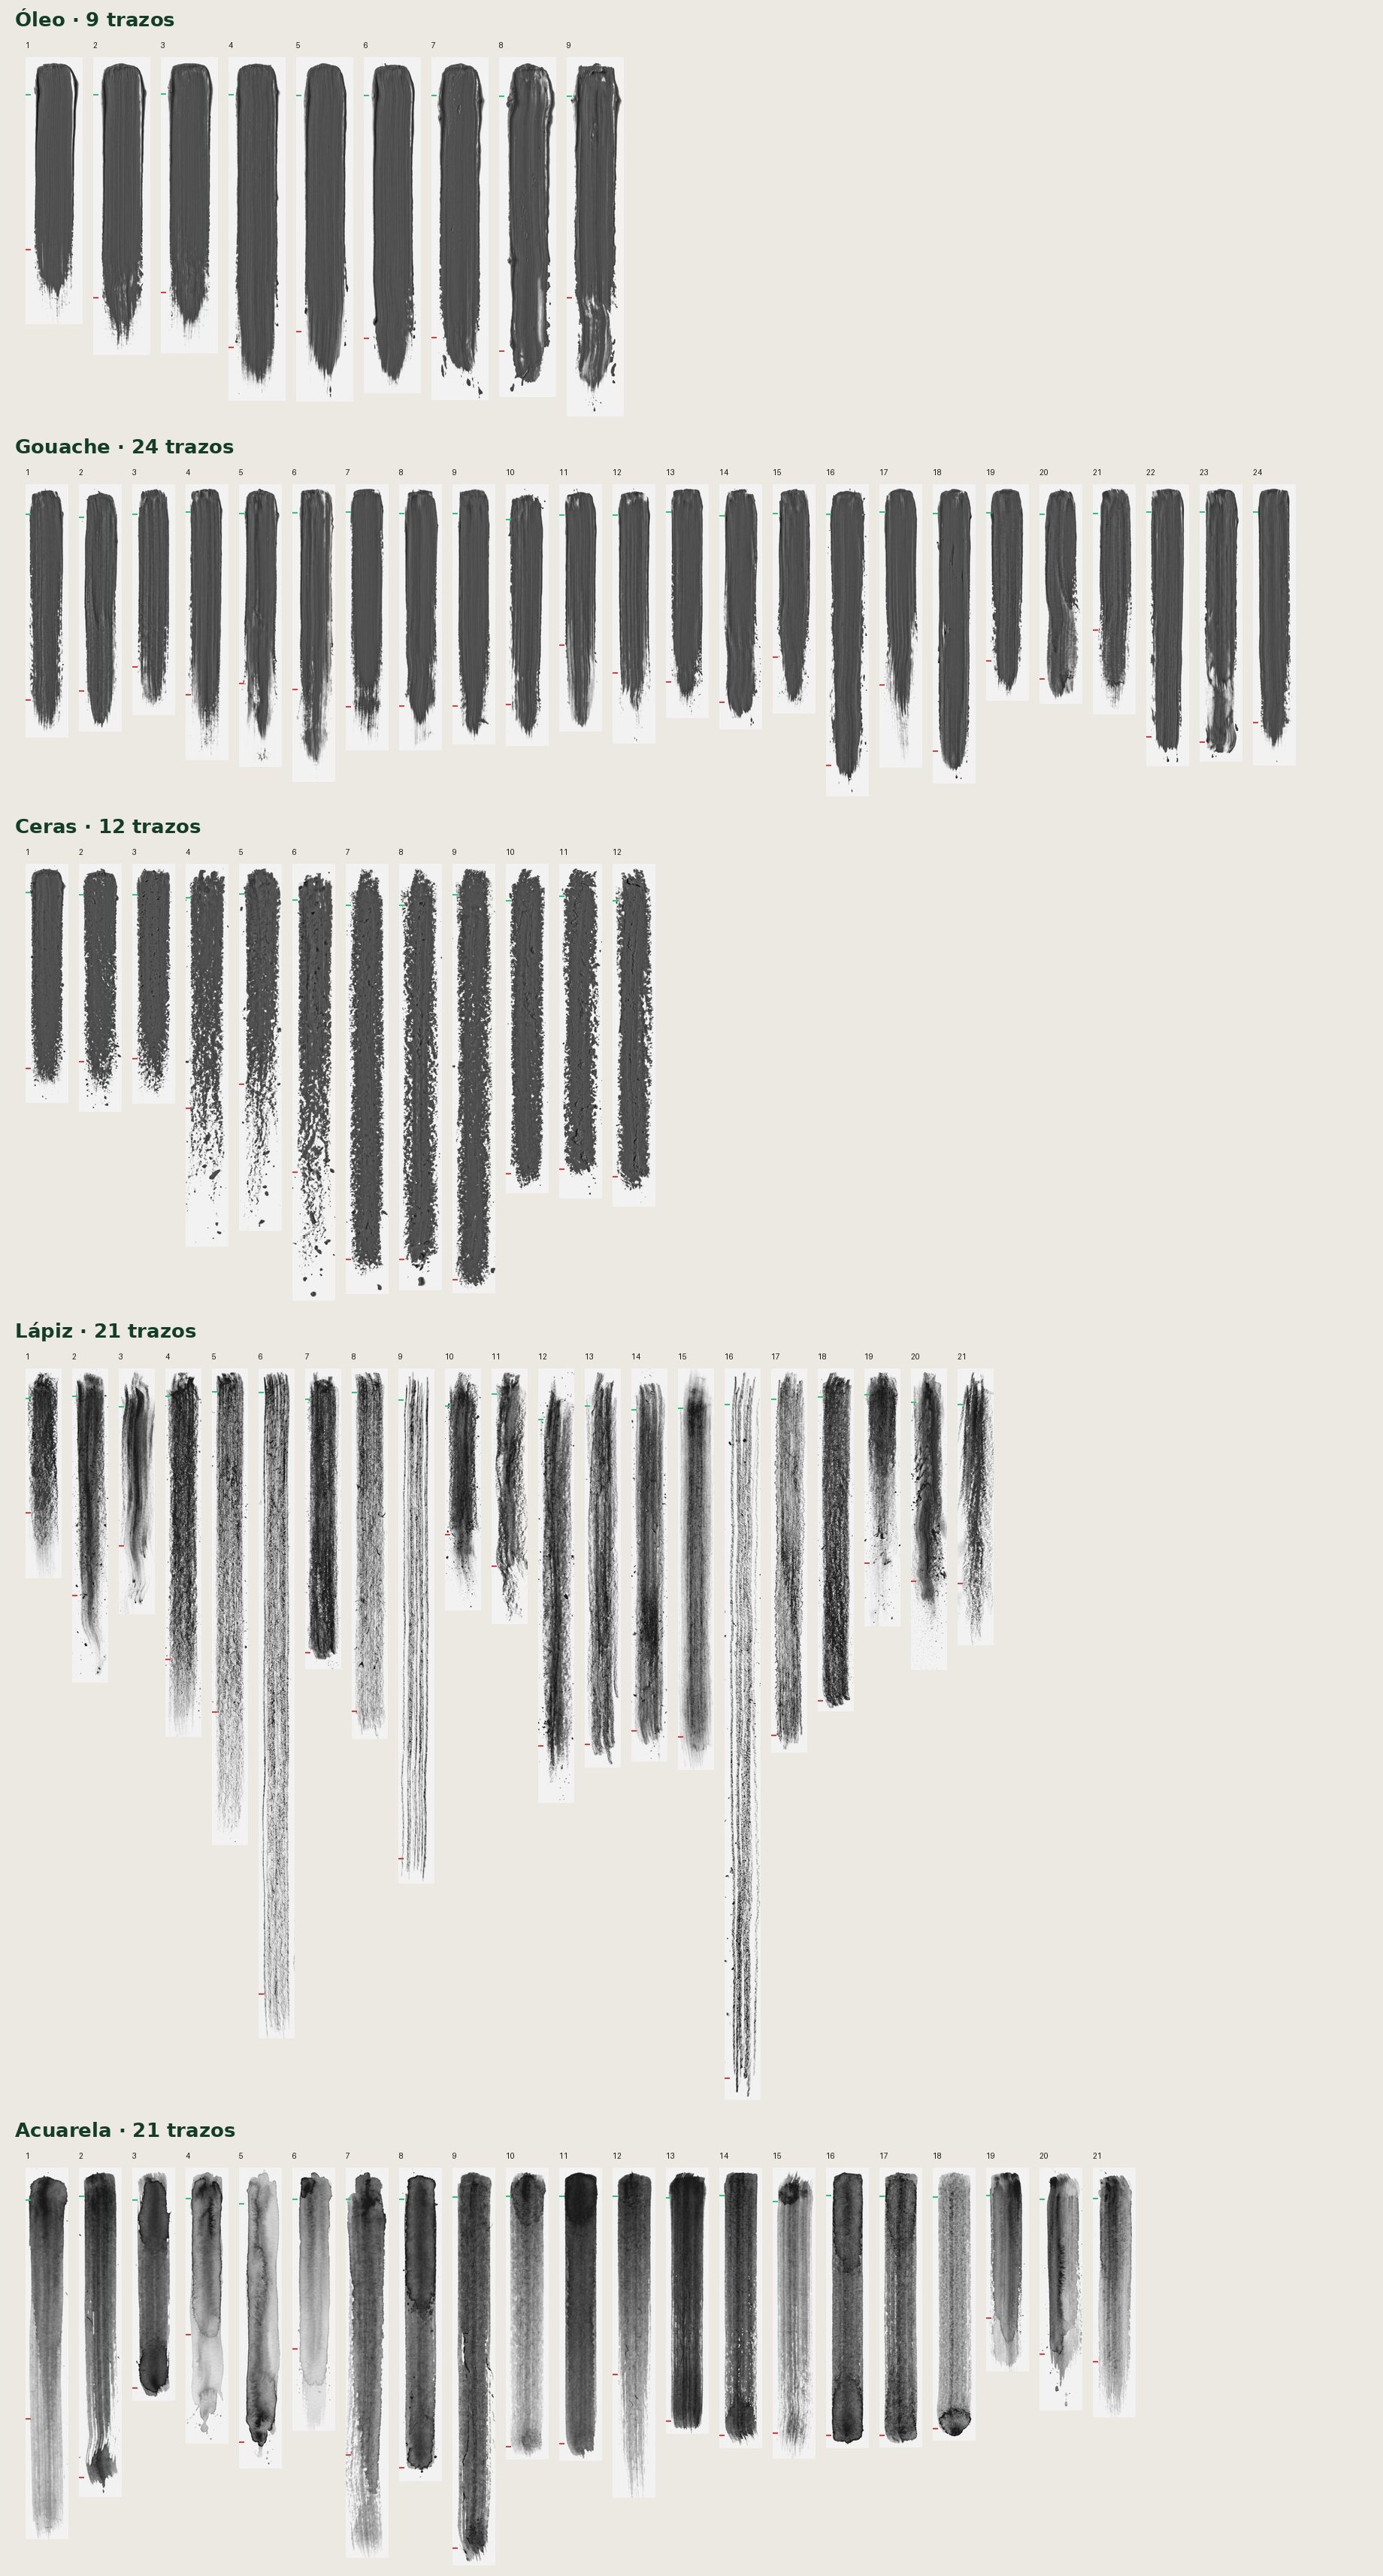 Óleo · 9 trazos
1 2 3 4 5 6 7 8 9
Gouache · 24 trazos
1 2 3 4 5 6 7 8 9 10 11 12 13 14 15 16 17 18 19 20 21 22 23 24
Ceras · 12 trazos
1 2 3 4 5 6 7 8 9 10 11 12
Lápiz · 21 trazos
1 2 3 4 5 6 7 8 9 10 11 12 13 14 15 16 17 18 19 20 21
Acuarela · 21 trazos
1 2 3 4 5 6 7 8 9 10 11 12 13 14 15 16 17 18 19 20 21